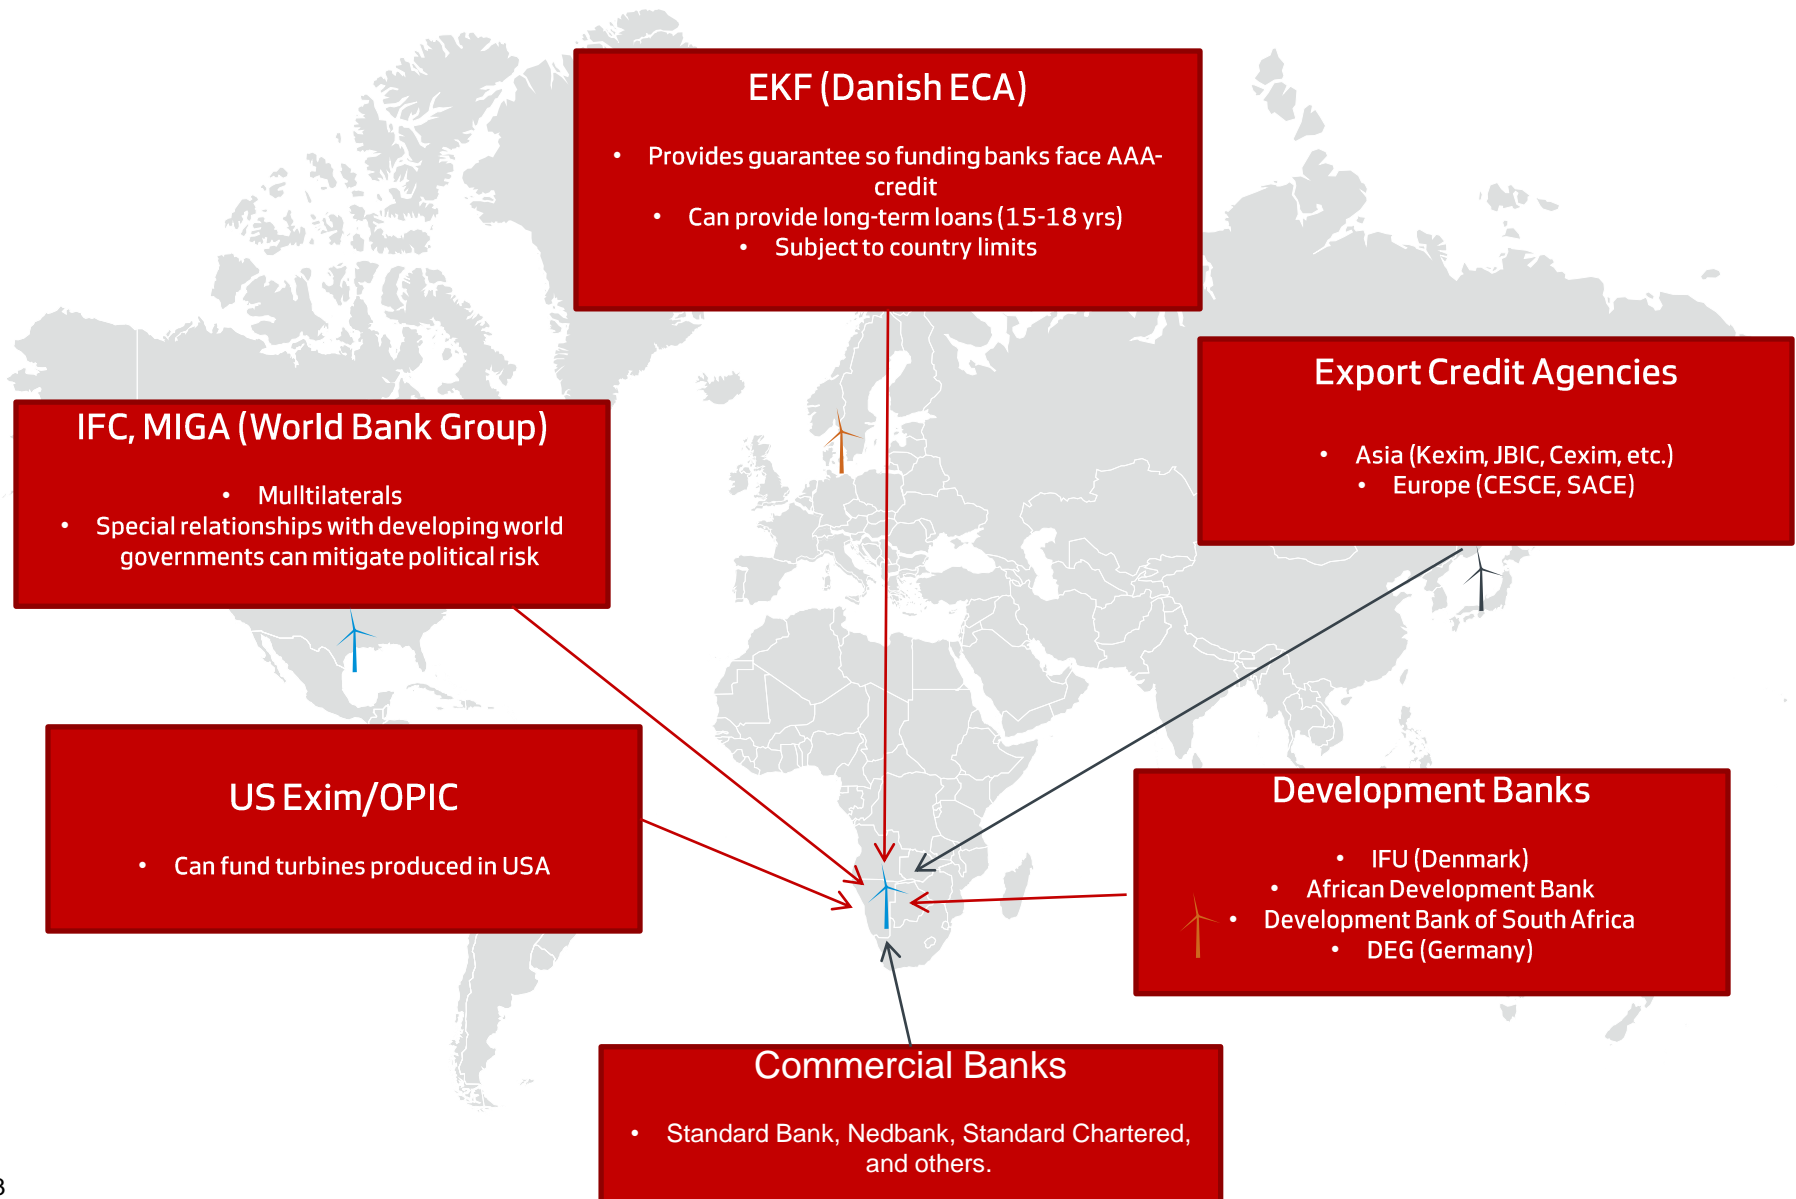 EKF (Danish ECA)
• Provides guarantee so funding banks face AAA-
credit
• Can provide long-term loans (15-18 yrs)
• Subject to country limits
Export Credit Agencies
• Asia (Kexim, JBIC, Cexim, etc.)
• Europe (CESCE, SACE)
IFC, MIGA (World Bank Group)
• Mulltilaterals
• Special relationships with developing world
governments can mitigate political risk
US Exim/OPIC
• Can fund turbines produced in USA
Development Banks
• IFU (Denmark)
• African Development Bank
• Development Bank of South Africa
• DEG (Germany)
Commercial Banks
• Standard Bank, Nedbank, Standard Chartered,
and others.